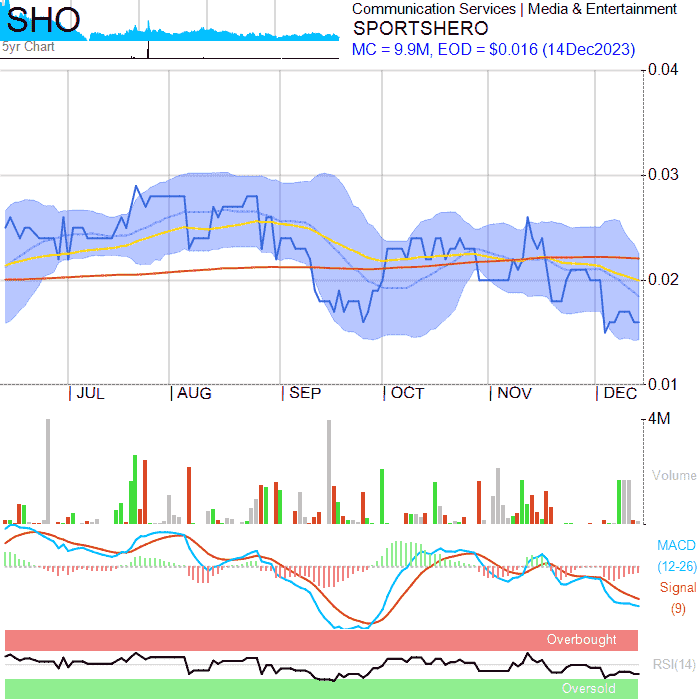 SHO
5yr Chart
Communication Services | Media & Entertainment
SPORTSHERO
MC = 9.9M, EOD = $0.016 (14Dec2023)
0.04
0.03
0.02
0.01
JUL AUG SEP OCT NOV DEC
4M
Volume
MACD
(12-26)
Signal
(9)
Overbought
RSI(14)
Oversold